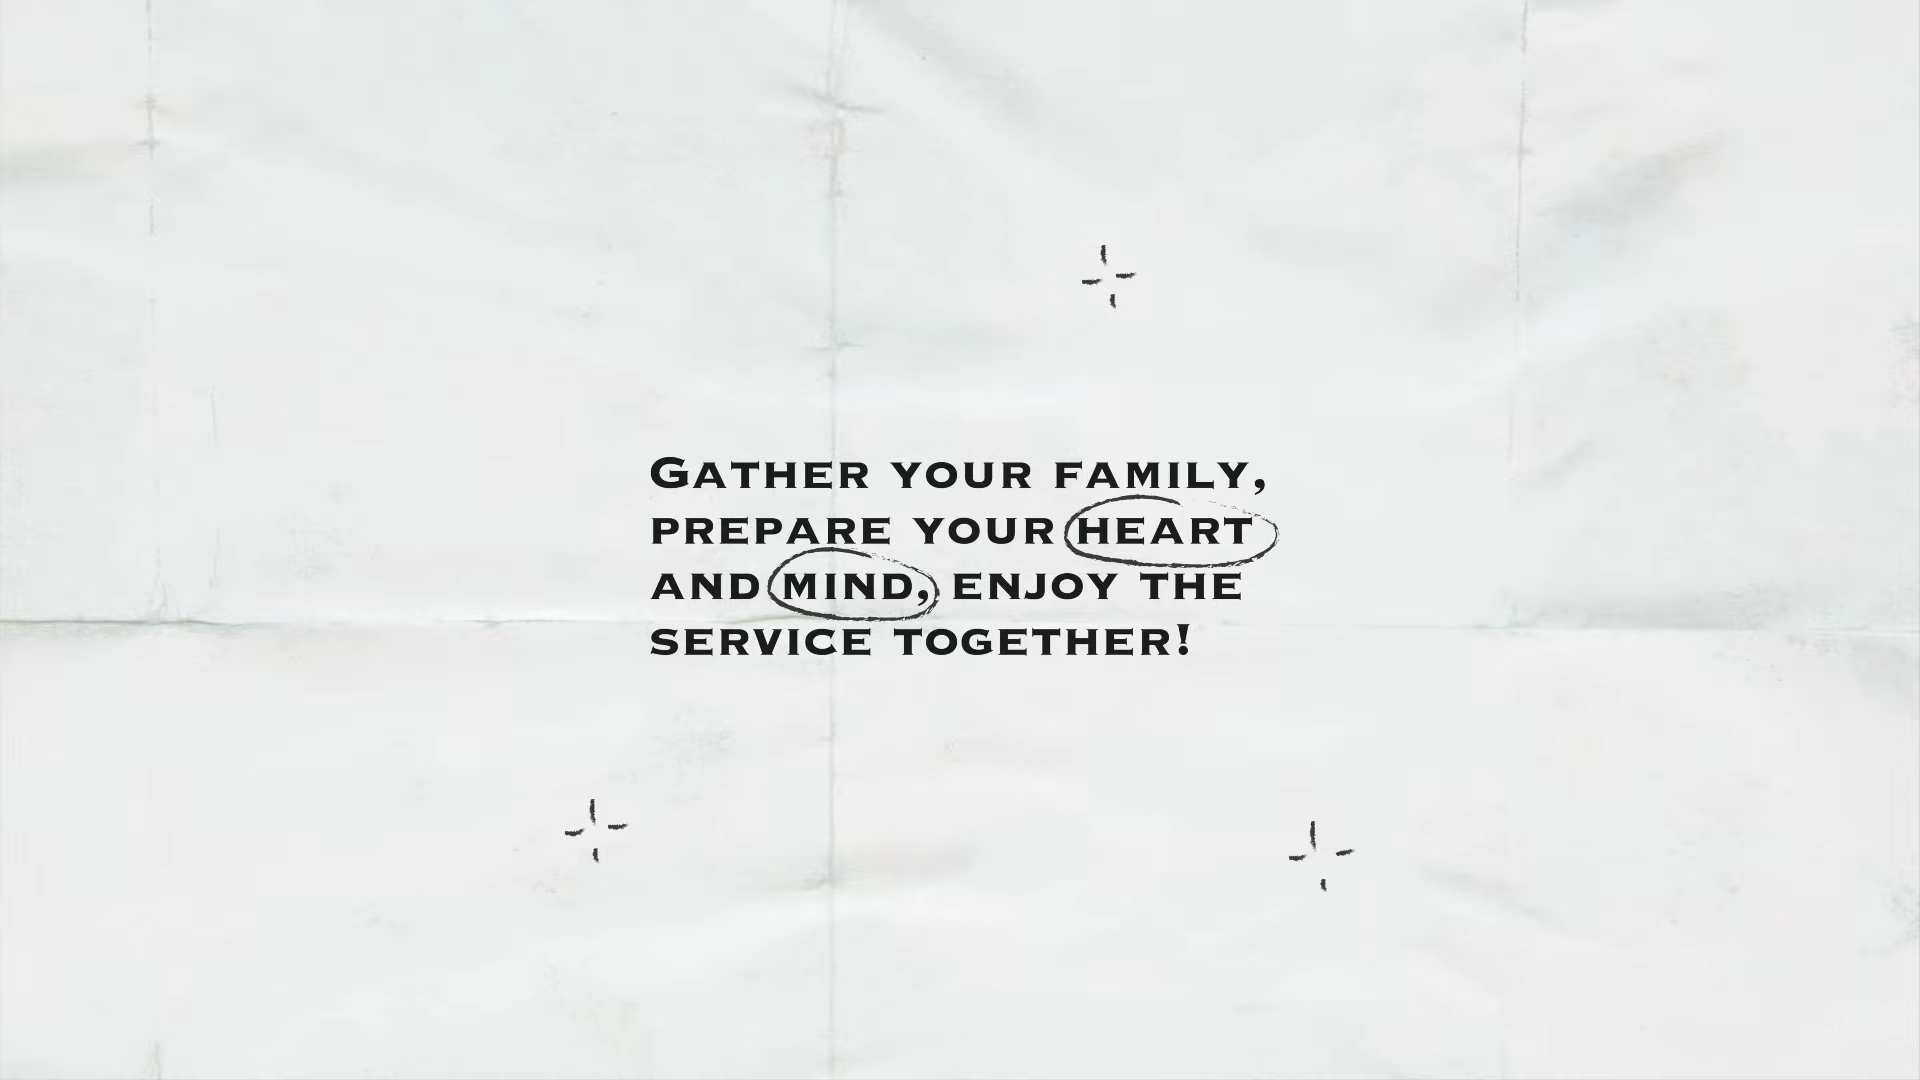 Gather your family,
prepare your heart
and mind, enjoy the
service together!